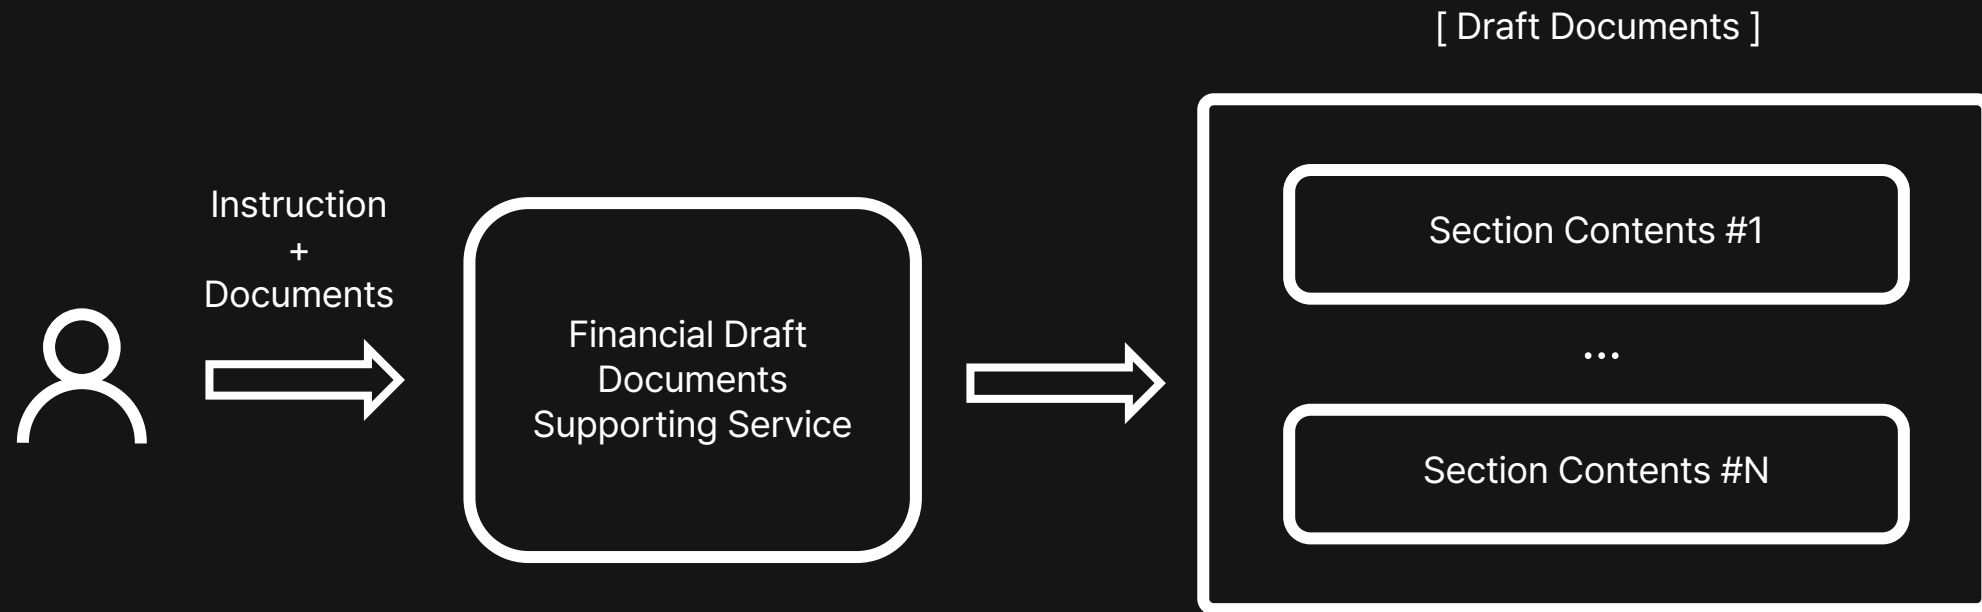 [ Draft Documents ]
Instruction
+
Documents
Financial Draft
Documents
Supporting Service
Section Contents #1
...
Section Contents #N